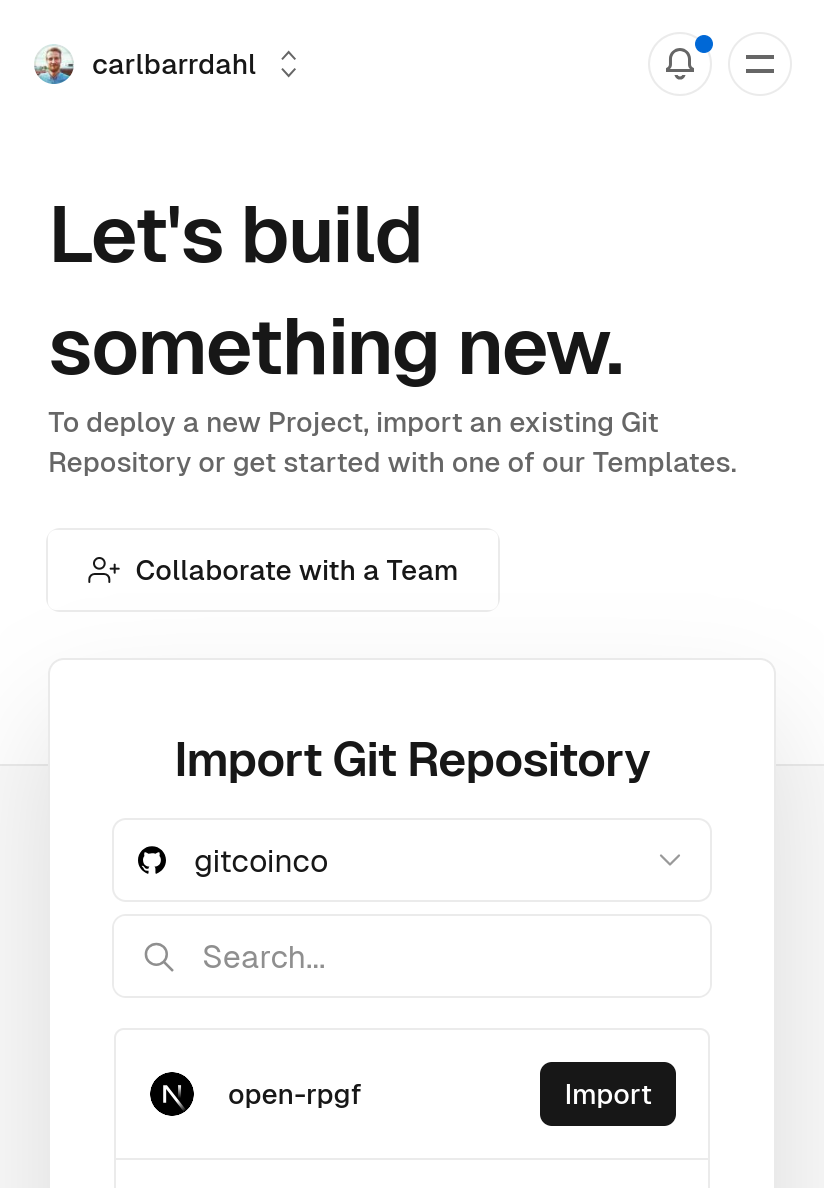 carlbarrdahl
Let's build
something new.
To deploy a new Project, import an existing Git
Repository or get started with one of our Templates.
Collaborate with a Team
Import Git Repository
gitcoinco
Search...
open-rpgf
Import